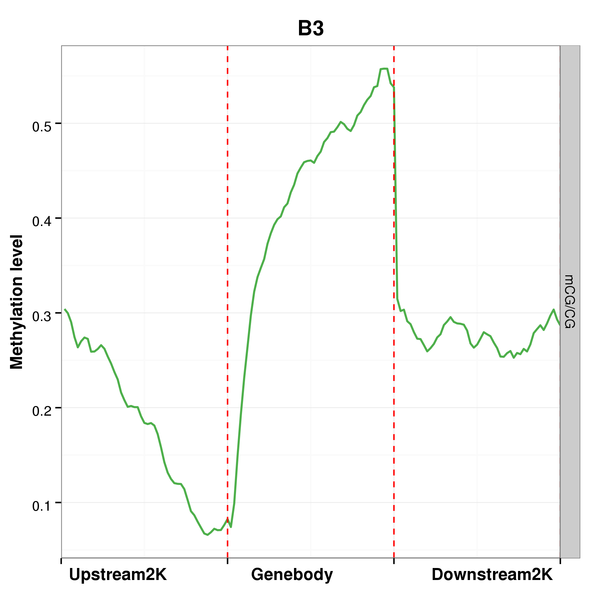 B3
Methylation level
0.5
0.4
0.3
0.2
0.1
mCG/CG
Upstream2K Genebody Downstream2K